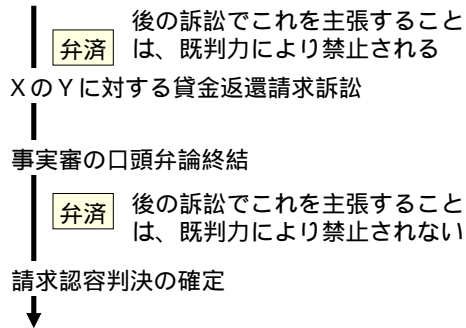 後の訴訟でこれを主張すること
弁済 は、既判力により禁止される
XのYに対する貸金返還請求訴訟
事実審の口頭弁論終結
後の訴訟でこれを主張すること
弁済 は、既判力により禁止されない
請求認容判決の確定